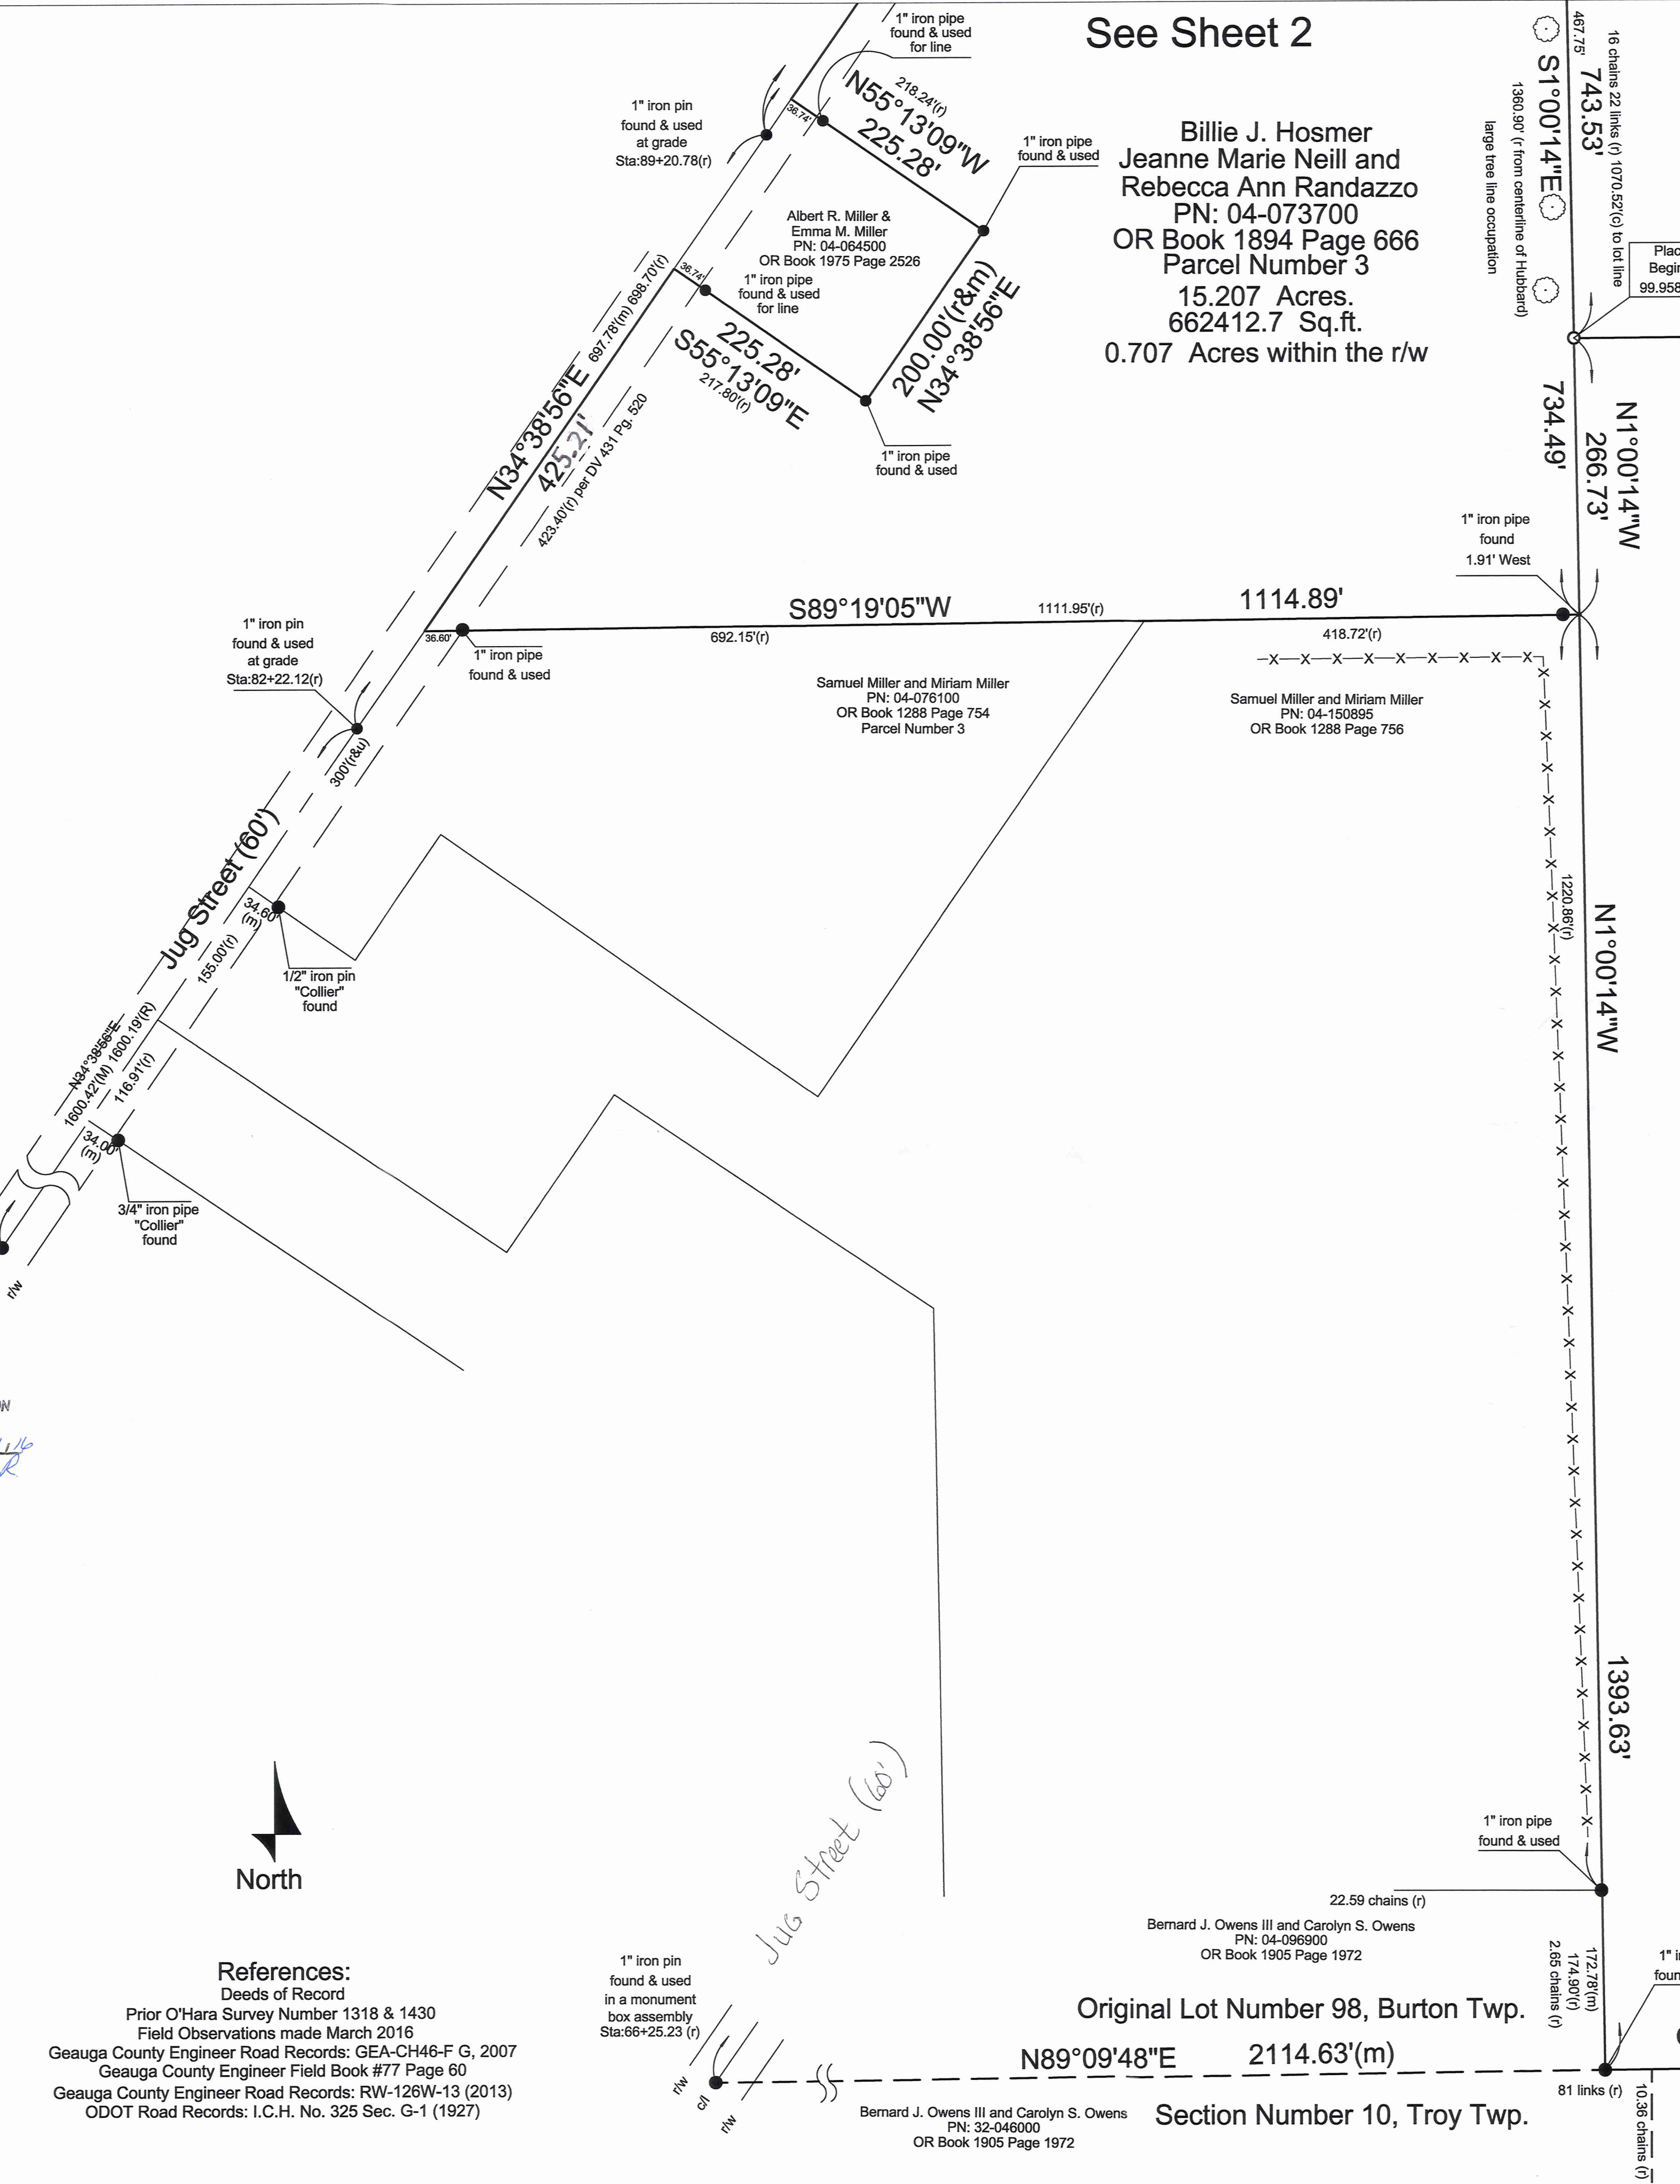 See Sheet 2
1" iron pipe
found & used
for line
1" iron pin
found & used
at grade
Sta:89+20.78(r)
36.74'
218.24'(r)
N55°13'09"W
225.28'
1" iron pipe
found & used
Billie J. Hosmer
Jeanne Marie Neill and
Rebecca Ann Randazzo
PN: 04-073700
OR Book 1894 Page 666
Parcel Number 3
15.207 Acres.
662412.7 Sq.ft.
0.707 Acres within the r/w
467.75'
16 chains 22 links (r) 1070.52'(c) to lot line
743.53'
S1°00'14"E
1360.90' (r from centerline of Hubbard)
large tree line occupation
Albert R. Miller &
Emma M. Miller
PN: 04-064500
OR Book 1975 Page 2526
36.74'
1" iron pipe
found & used
for line
697.78'(m) 698.70'(r)
225.28'
S55°13'09"E
217.80'(r)
200.00'(r&m)
N34°38'56"E
1" iron pipe
found & used
N34°38'56"E
425.21'
423.40'(r) per DV 431 Pg. 520
99.958
734.49'
N1°00'14"W
266.73'
1" iron pipe
found
1.91' West
S89°19'05"W
1111.95'(r)
1114.89'
36.60'
692.15'(r)
418.72'(r)
1" iron pipe
found & used
1" iron pin
found & used
at grade
Sta:82+22.12(r)
Samuel Miller and Miriam Miller
PN: 04-076100
OR Book 1288 Page 754
Parcel Number 3
Samuel Miller and Miriam Miller
PN: 04-150895
OR Book 1288 Page 756
300'(r&u)
Jug Street (60')
34.60'
(m)
155.00'(r)
1/2" iron pin
"Collier"
found
1220.86'(r)
N1°00'14"W
N34°38'56"E
1600.42'(M) 1600.19'(R)
116.91'(r)
34.00'
(m)
3/4" iron pipe
"Collier"
found
r/w
1393.63'
North
Jug Street (60')
1" iron pipe
found & used
22.59 chains (r)
Bernard J. Owens III and Carolyn S. Owens
PN: 04-096900
OR Book 1905 Page 1972
172.78'(m)
174.90'(r)
2.65 chains (r)
References:
Deeds of Record
Prior O'Hara Survey Number 1318 & 1430
Field Observations made March 2016
Geauga County Engineer Road Records: GEA-CH46-F G, 2007
Geauga County Engineer Field Book #77 Page 60
Geauga County Engineer Road Records: RW-126W-13 (2013)
ODOT Road Records: I.C.H. No. 325 Sec. G-1 (1927)
1" iron pin
found & used
in a monument
box assembly
Sta:66+25.23 (r)
Original Lot Number 98, Burton Twp.
N89°09'48"E 2114.63'(m)
r/w
c/l
r/w
81 links (r)
10.36 chains (r)
Bernard J. Owens III and Carolyn S. Owens
PN: 32-046000
OR Book 1905 Page 1972
Section Number 10, Troy Twp.